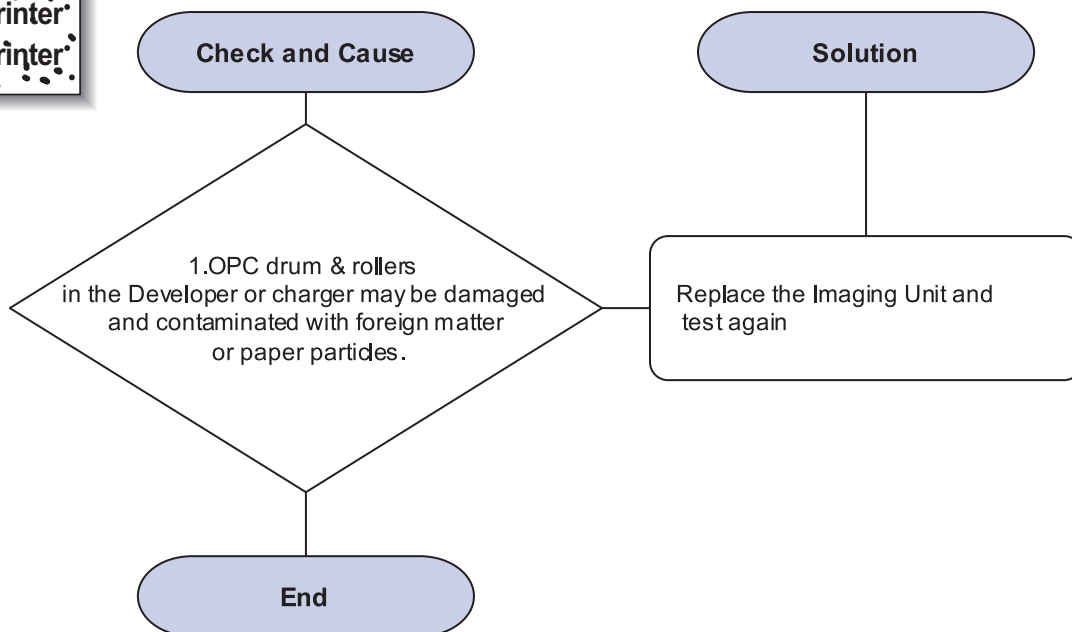 rinter
rinter
Check and Cause
Solution
1.OPC drum & rollers
in the Developer or charger may be damaged
and contaminated with foreign matter
or paper particles.
Replace the Imaging Unit and
test again
End